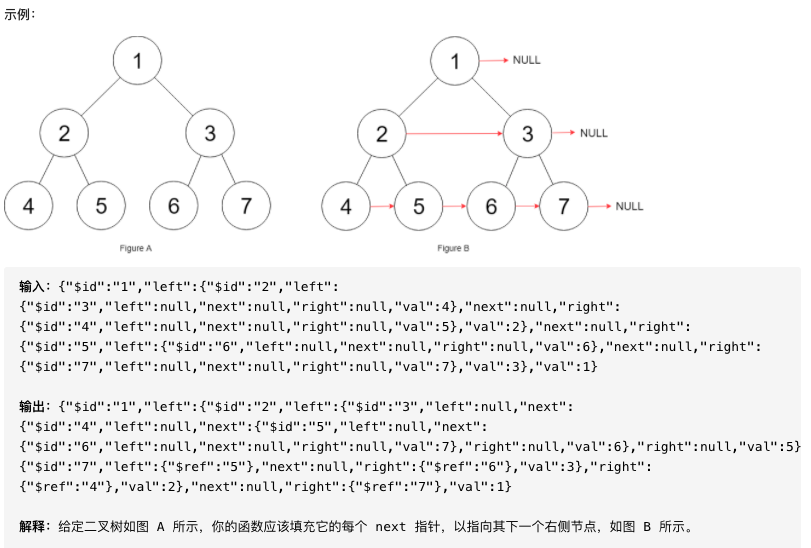 示例：
1
2
3
4
5
6
7
Figure A
1
NULL
2
3
NULL
4
5
6
7
NULL
Figure B
输入：{"$id":"1","left":{"$id":"2","left":
{"$id":"3","left":null,"next":null,"right":null,"val":4},"next":null,"right":
{"$id":"4","left":null,"next":null,"right":null,"val":5},"val":2},"next":null,"right":
{"$id":"5","left":{"$id":"6","left":null,"next":null,"right":null,"val":6},"next":null,"right":
{"$id":"7","left":null,"next":null,"right":null,"val":7},"val":3},"val":1}
输出：{"$id":"1","left":{"$id":"2","left":{"$id":"3","left":null,"next":
{"$id":"4","left":null,"next":{"$id":"5","left":null,"next":
{"$id":"6","left":null,"next":null,"right":null,"val":7},"right":null,"val":6},"right":null,"val":5}
{"$id":"7","left":{"$ref":"5"},"next":null,"right":{"$ref":"6"},"val":3},"right":
{"$ref":"4"},"val":2},"next":null,"right":{"$ref":"7"},"val":1}
解释：给定二叉树如图 A 所示，你的函数应该填充它的每个 next 指针，以指向其下一个右侧节点，如图 B 所示。